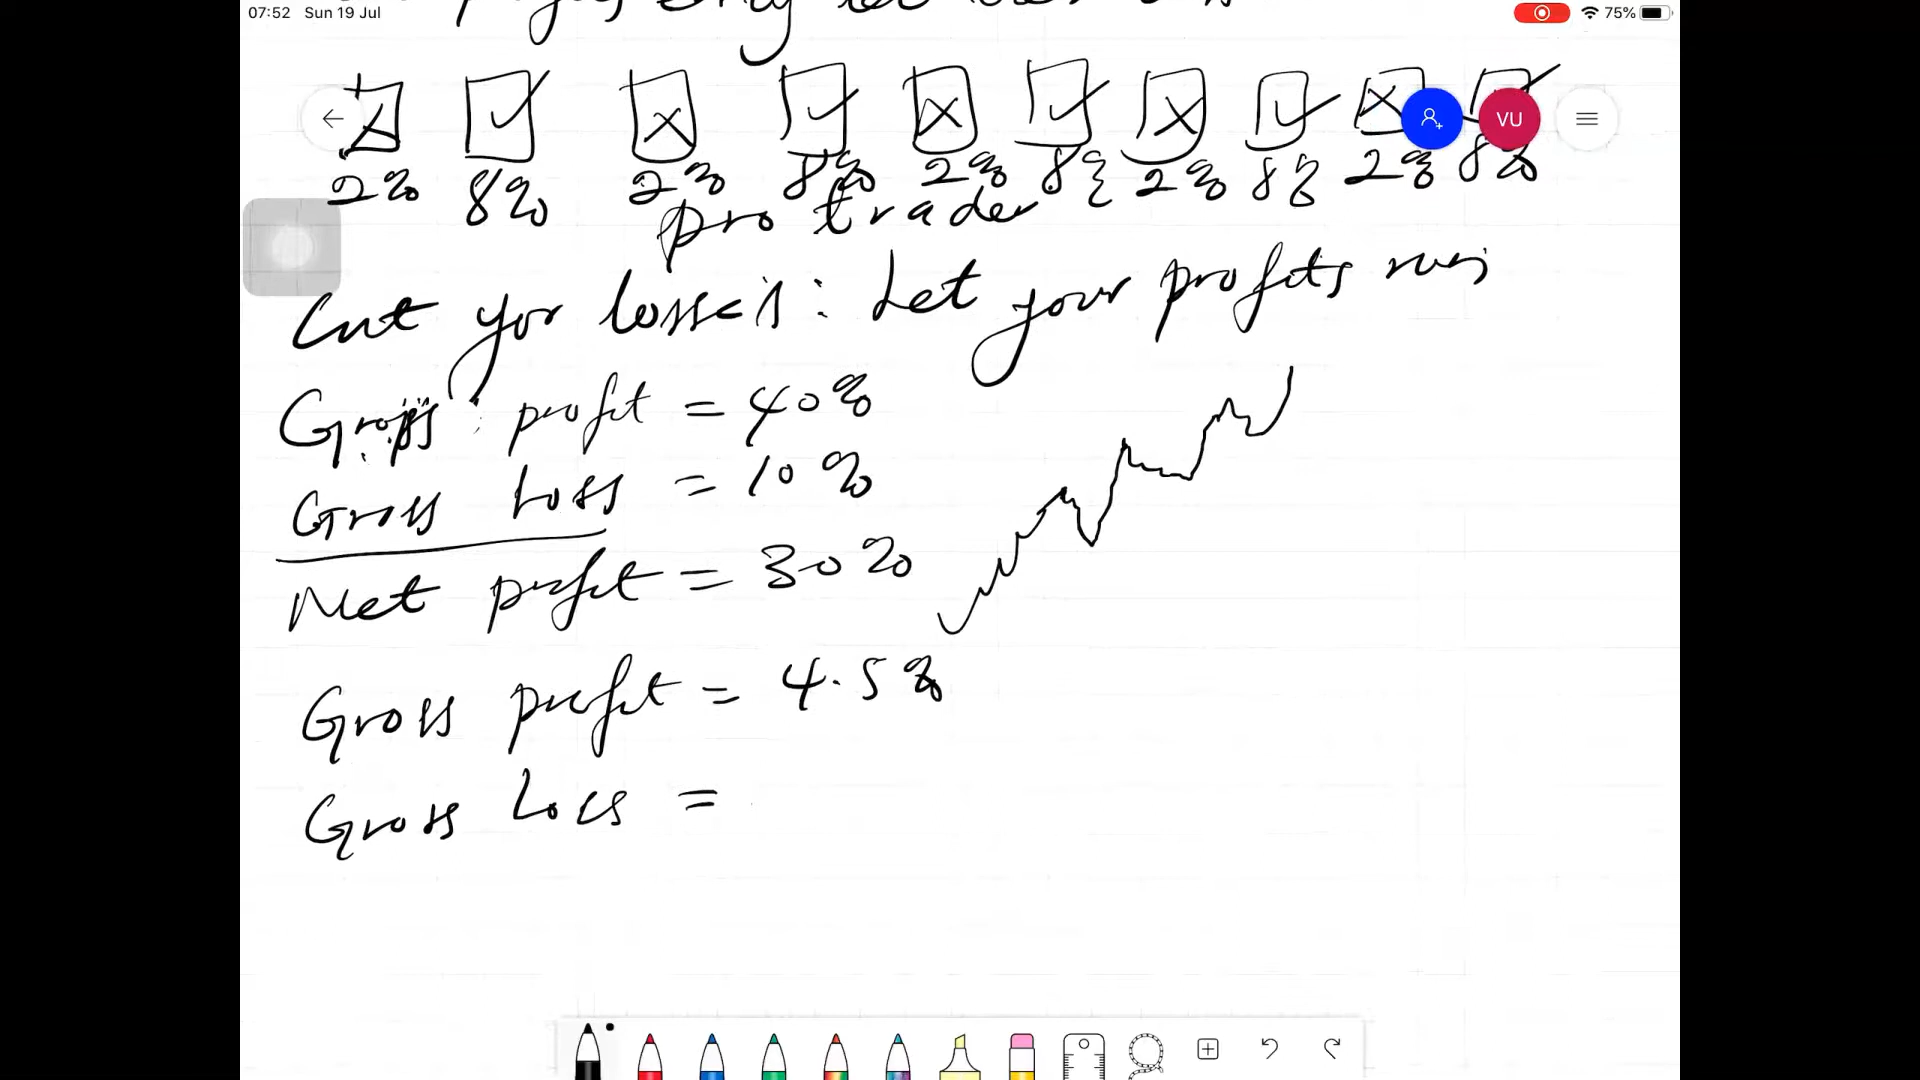 07:52 Sun 19 Jul 75%
VU
2% 8% 2% 8% 2% 8% 2% 8% 2% 8%
pro trader
Cut your losses : Let your profits run
Gross : profit = 40%
Gross Loss = 10%
Net profit = 30%
Gross profit = 4.5%
Gross Loss =